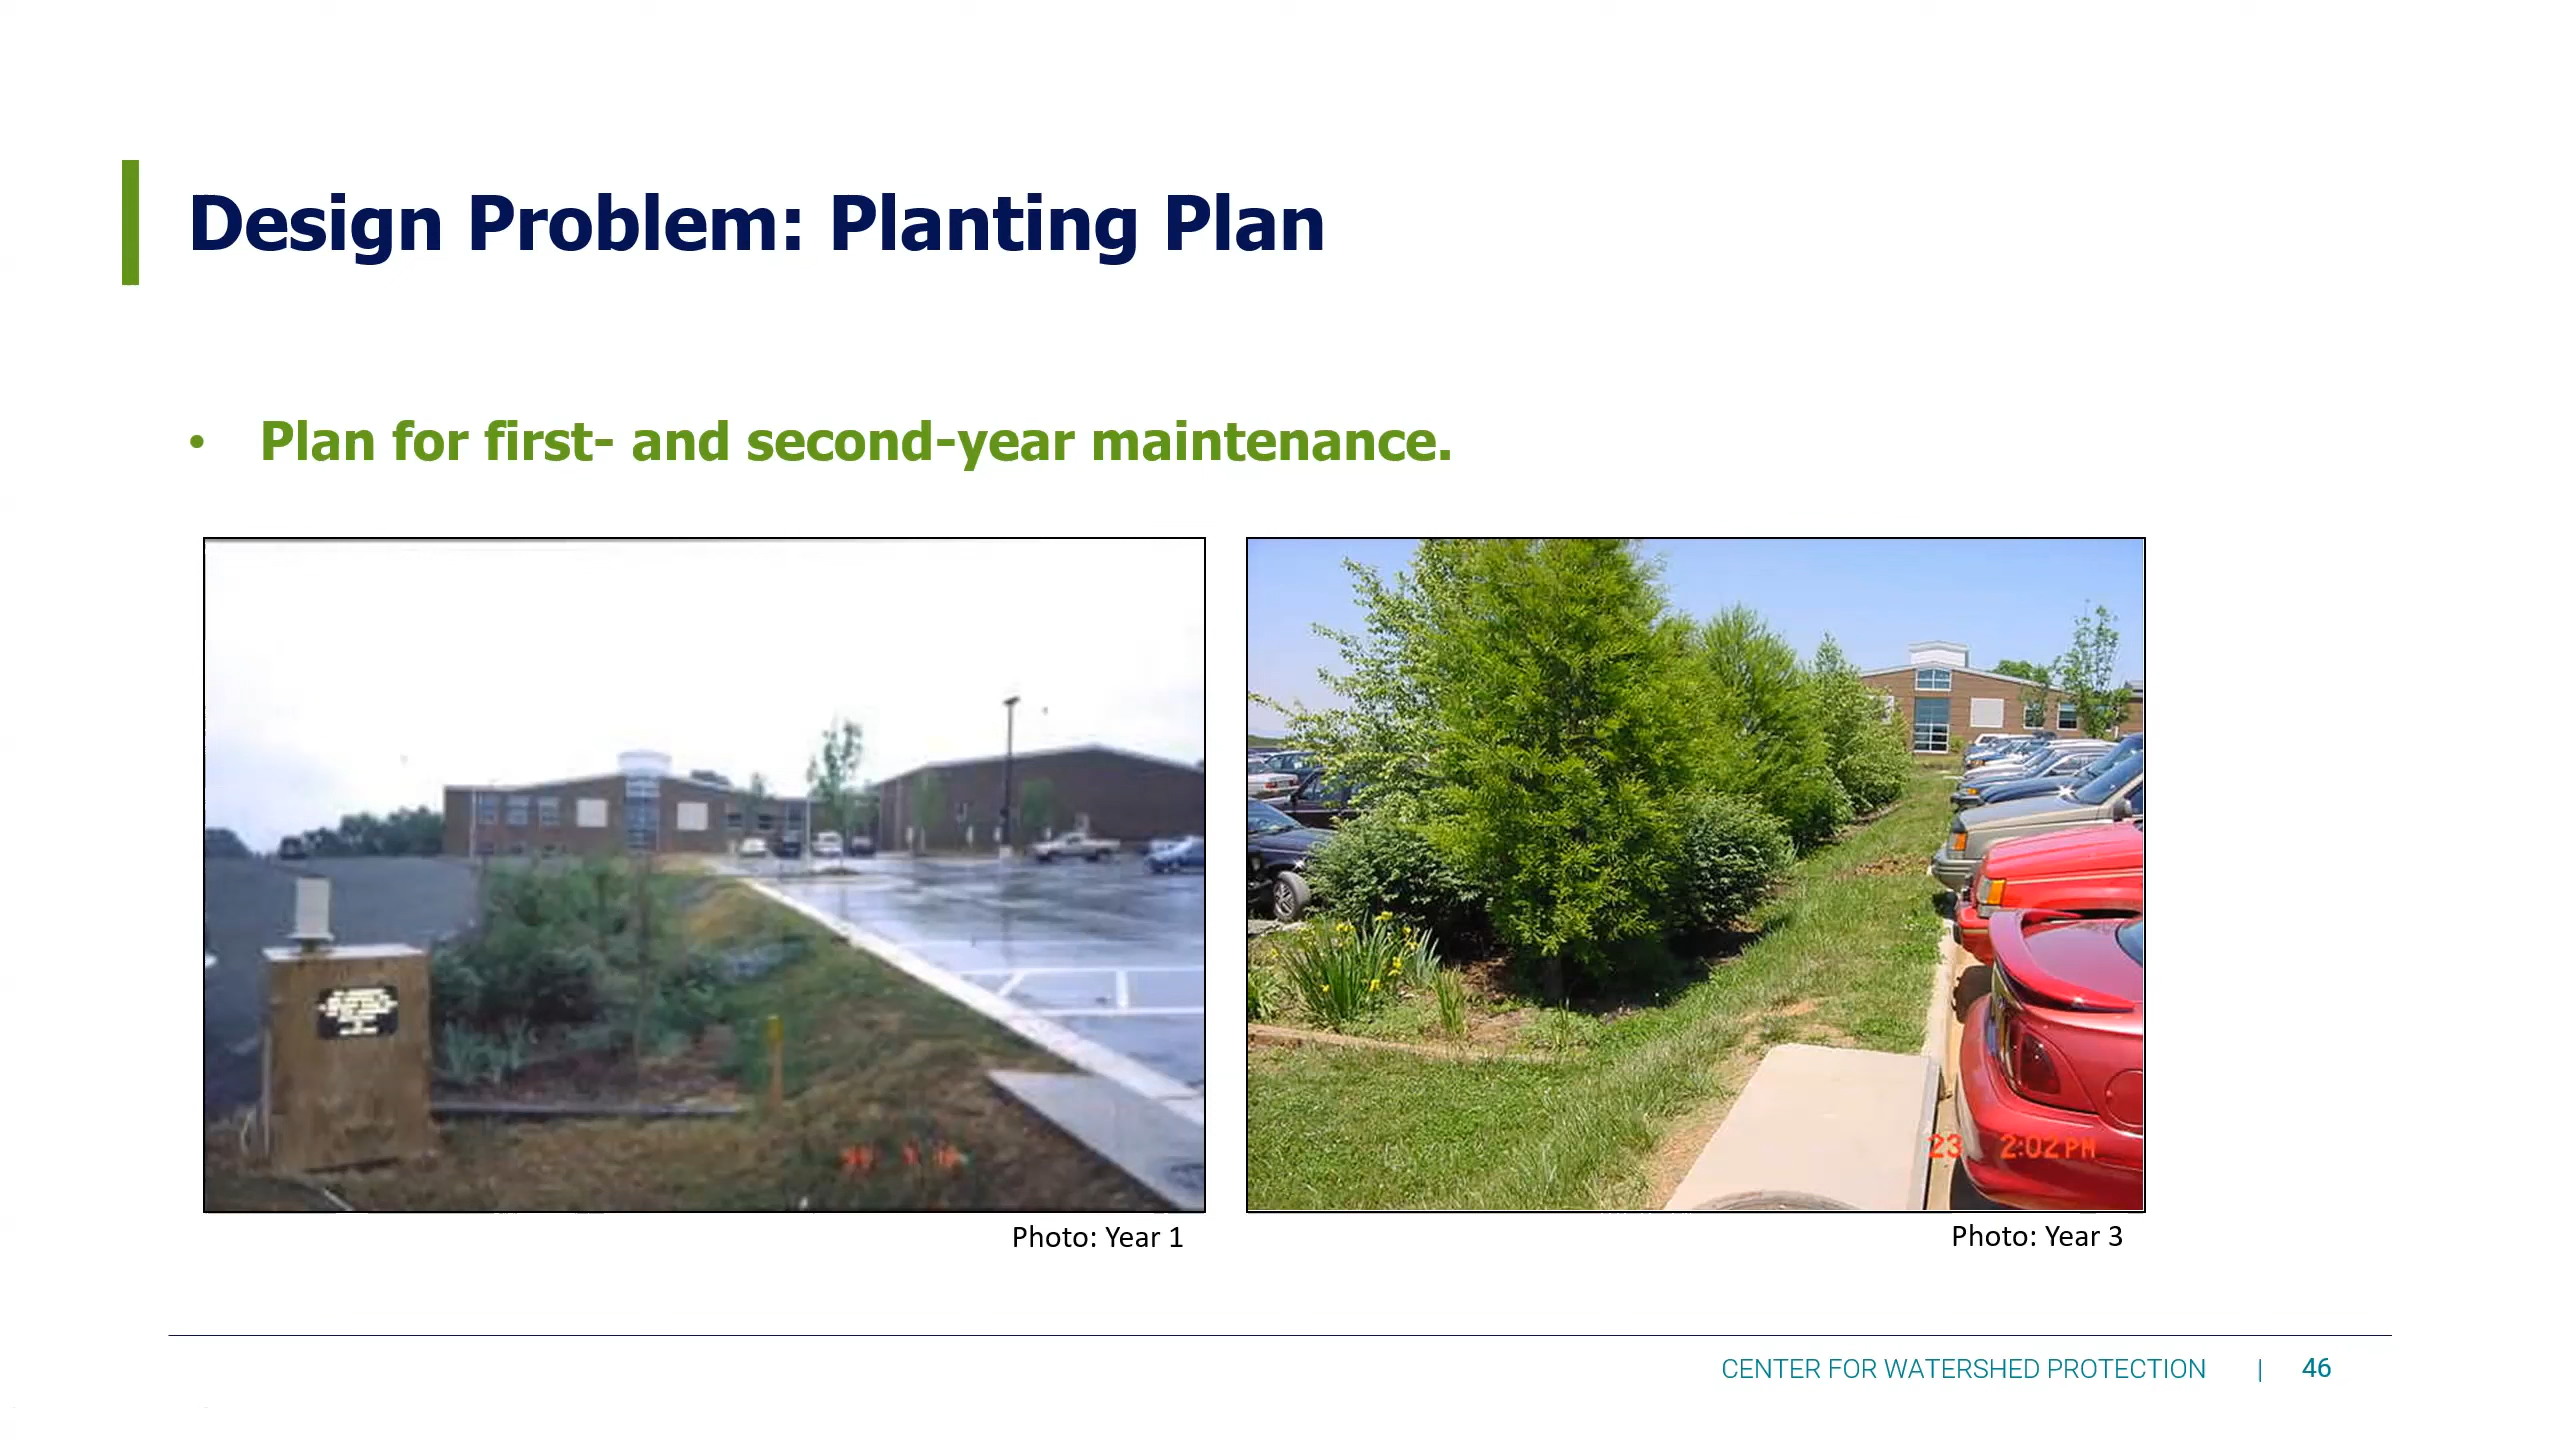 Design Problem: Planting Plan
• Plan for first- and second-year maintenance.
23 2:02 PM
Photo: Year 1
Photo: Year 3
CENTER FOR WATERSHED PROTECTION | 46